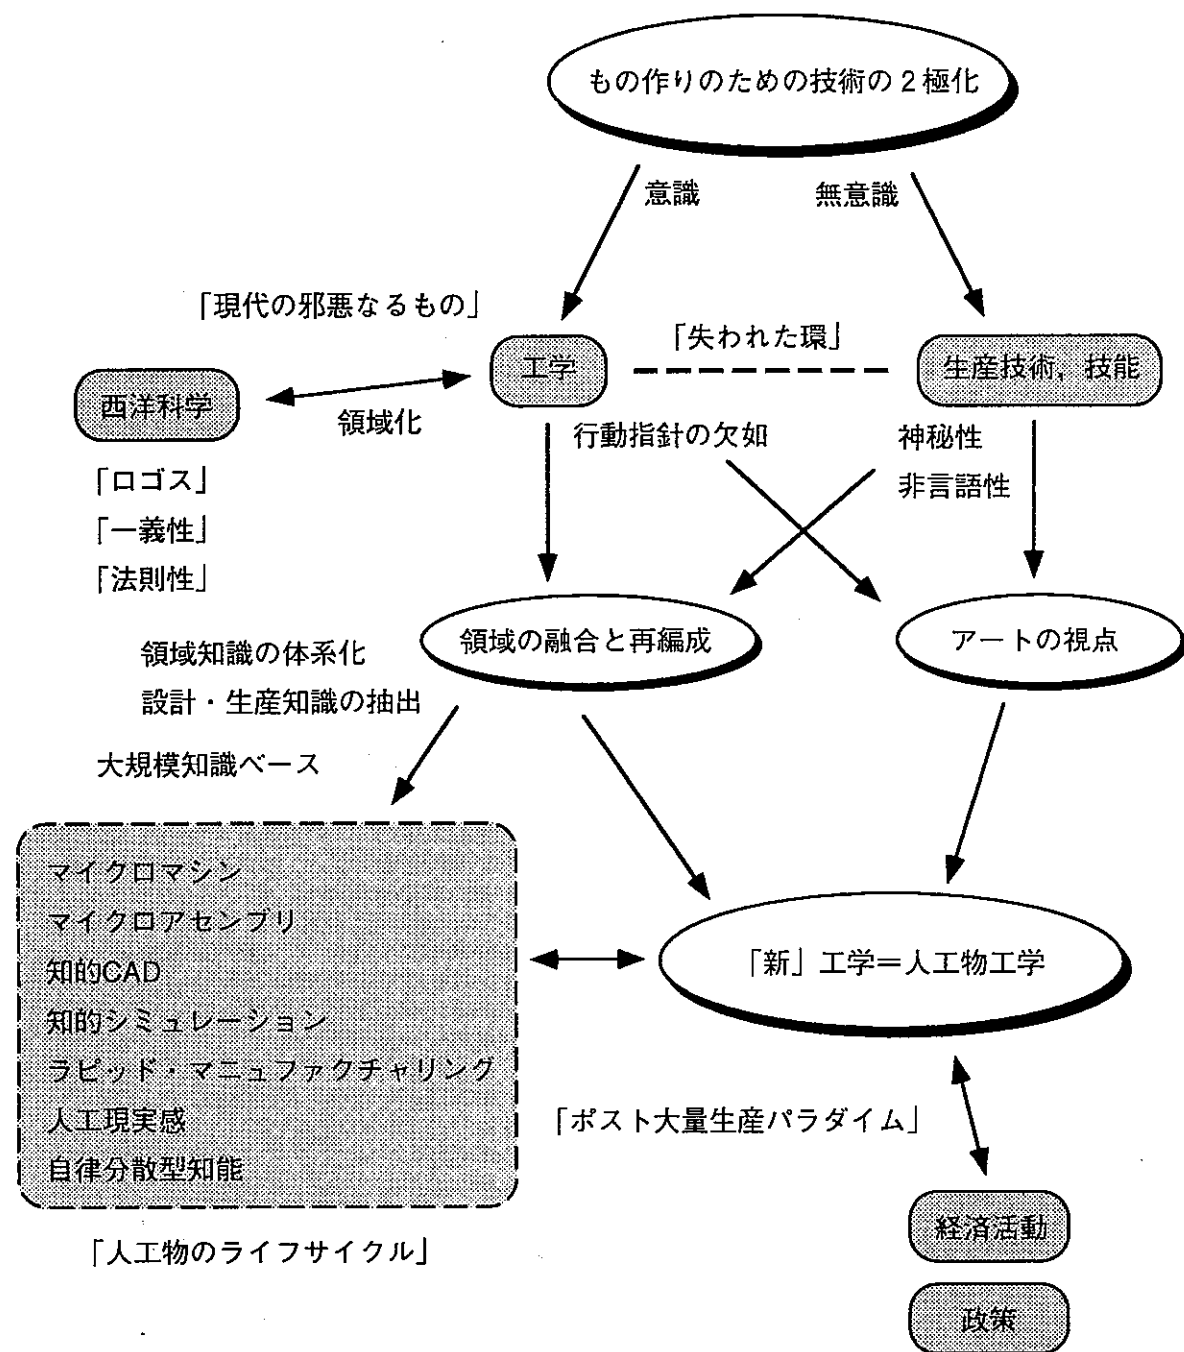 もの作りのための技術の2極化
意識
無意識
「現代の邪悪なるもの」
工学
「失われた環」
生産技術，技能
西洋科学
領域化
行動指針の欠如
神秘性
非言語性
「ロゴス」
「一義性」
「法則性」
領域の融合と再編成
アートの視点
領域知識の体系化
設計・生産知識の抽出
大規模知識ベース
マイクロマシン
マイクロアセンブリ
知的CAD
知的シミュレーション
ラピッド・マニュファクチャリング
人工現実感
自律分散型知能
「新」工学＝人工物工学
「ポスト大量生産パラダイム」
「人工物のライフサイクル」
経済活動
政策